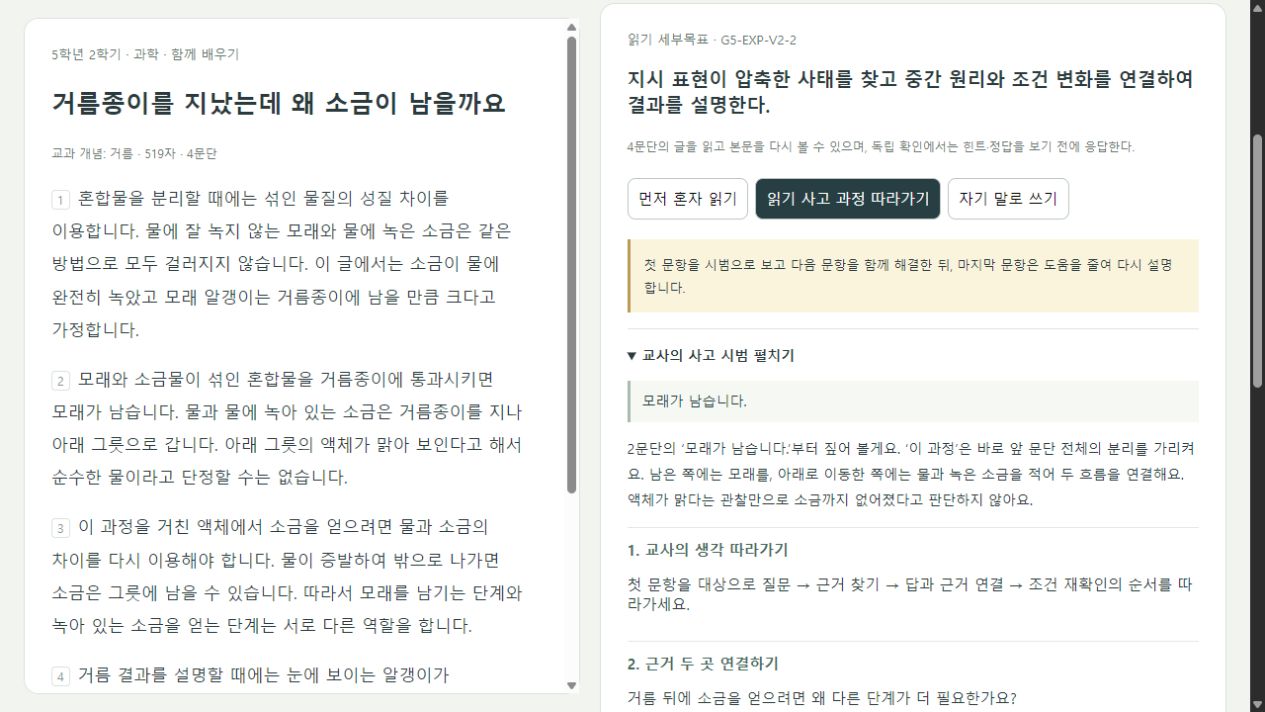 5학년 2학기 · 과학 · 함께 배우기
거름종이를 지났는데 왜 소금이 남을까요
교과 개념: 거름 · 519자 · 4문단
1 혼합물을 분리할 때에는 섞인 물질의 성질 차이를
이용합니다. 물에 잘 녹지 않는 모래와 물에 녹은 소금은 같은
방법으로 모두 걸러지지 않습니다. 이 글에서는 소금이 물에
완전히 녹았고 모래 알갱이는 거름종이에 남을 만큼 크다고
가정합니다.
2 모래와 소금물이 섞인 혼합물을 거름종이에 통과시키면
모래가 남습니다. 물과 물에 녹아 있는 소금은 거름종이를 지나
아래 그릇으로 갑니다. 아래 그릇의 액체가 맑아 보인다고 해서
순수한 물이라고 단정할 수는 없습니다.
3 이 과정을 거친 액체에서 소금을 얻으려면 물과 소금의
차이를 다시 이용해야 합니다. 물이 증발하여 밖으로 나가면
소금은 그릇에 남을 수 있습니다. 따라서 모래를 남기는 단계와
녹아 있는 소금을 얻는 단계는 서로 다른 역할을 합니다.
4 거름 결과를 설명할 때에는 눈에 보이는 알갱이가
읽기 세부목표 · G5-EXP-V2-2
지시 표현이 압축한 사태를 찾고 중간 원리와 조건 변화를 연결하여
결과를 설명한다.
4문단의 글을 읽고 본문을 다시 볼 수 있으며, 독립 확인에서는 힌트·정답을 보기 전에 응답한다.
먼저 혼자 읽기 읽기 사고 과정 따라가기 자기 말로 쓰기
첫 문항을 시범으로 보고 다음 문항을 함께 해결한 뒤, 마지막 문항은 도움을 줄여 다시 설명
합니다.
▼ 교사의 사고 시범 펼치기
모래가 남습니다.
2문단의 ‘모래가 남습니다.’부터 짚어 볼게요. ‘이 과정’은 바로 앞 문단 전체의 분리를 가리켜
요. 남은 쪽에는 모래를, 아래로 이동한 쪽에는 물과 녹은 소금을 적어 두 흐름을 연결해요.
액체가 맑다는 관찰만으로 소금까지 없어졌다고 판단하지 않아요.
1. 교사의 생각 따라가기
첫 문항을 대상으로 질문 → 근거 찾기 → 답과 근거 연결 → 조건 재확인의 순서를 따
라가세요.
2. 근거 두 곳 연결하기
거름 뒤에 소금을 얻으려면 왜 다른 단계가 더 필요한가요?